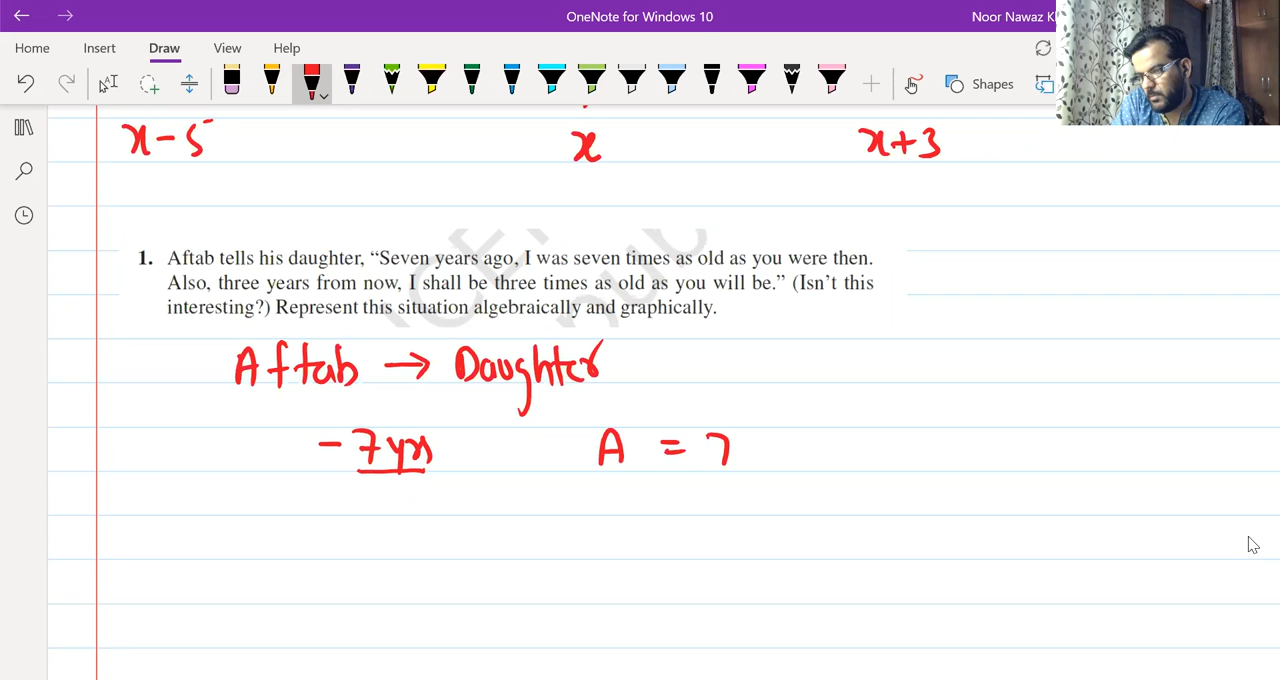 OneNote for Windows 10
Noor Nawaz K
Home Insert Draw View Help
Shapes
x - 5 x x + 3
1. Aftab tells his daughter, “Seven years ago, I was seven times as old as you were then.
Also, three years from now, I shall be three times as old as you will be.” (Isn’t this
interesting?) Represent this situation algebraically and graphically.
Aftab → Daughter
- 7 yrs A = 7